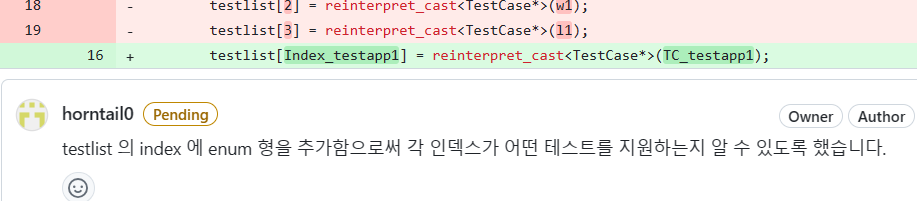 18 - testlist[2] = reinterpret_cast<TestCase*>(w1);
19 - testlist[3] = reinterpret_cast<TestCase*>(l1);
16 + testlist[Index_testapp1] = reinterpret_cast<TestCase*>(TC_testapp1);
horntail0 Pending Owner Author
testlist 의 index 에 enum 형을 추가함으로써 각 인덱스가 어떤 테스트를 지원하는지 알 수 있도록 했습니다.